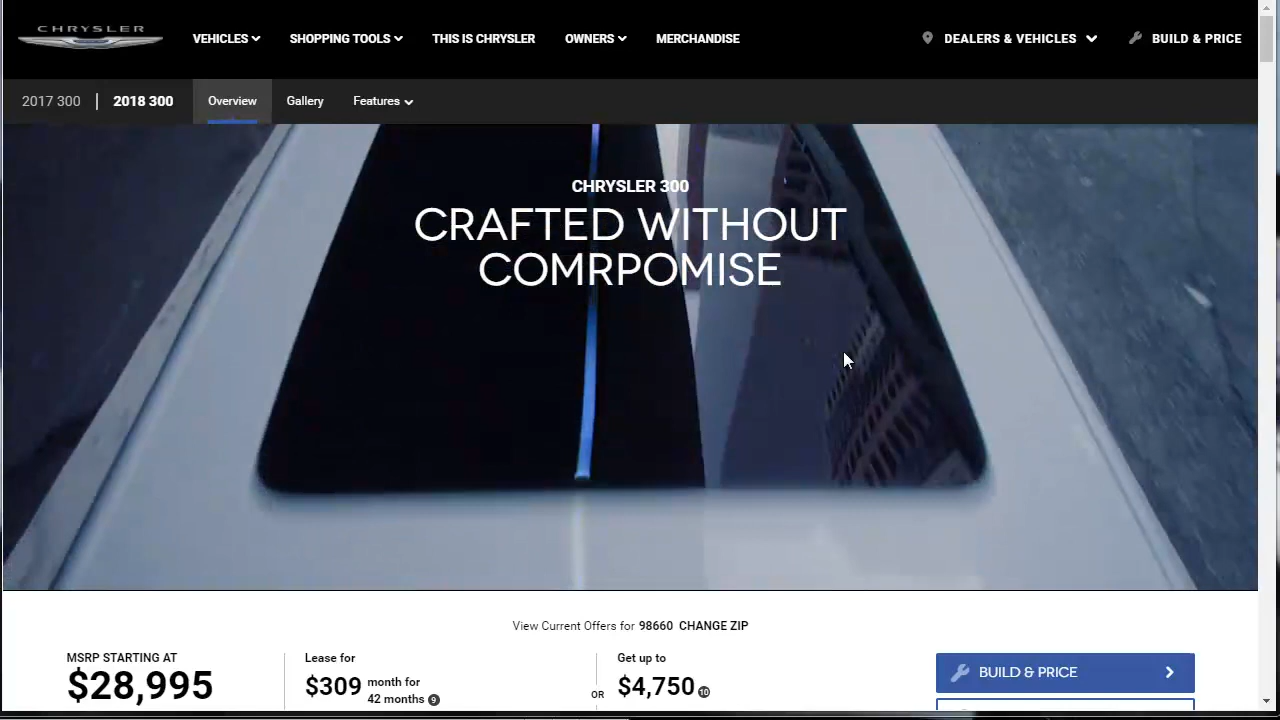 CHRYSLER
VEHICLES SHOPPING TOOLS THIS IS CHRYSLER OWNERS MERCHANDISE DEALERS & VEHICLES BUILD & PRICE
2017 300 | 2018 300 Overview Gallery Features
CHRYSLER 300
CRAFTED WITHOUT
COMRPOMISE
View Current Offers for 98660 CHANGE ZIP
MSRP STARTING AT
$28,995
Lease for
$309 month for
42 months 9
OR
Get up to
$4,750 10
BUILD & PRICE